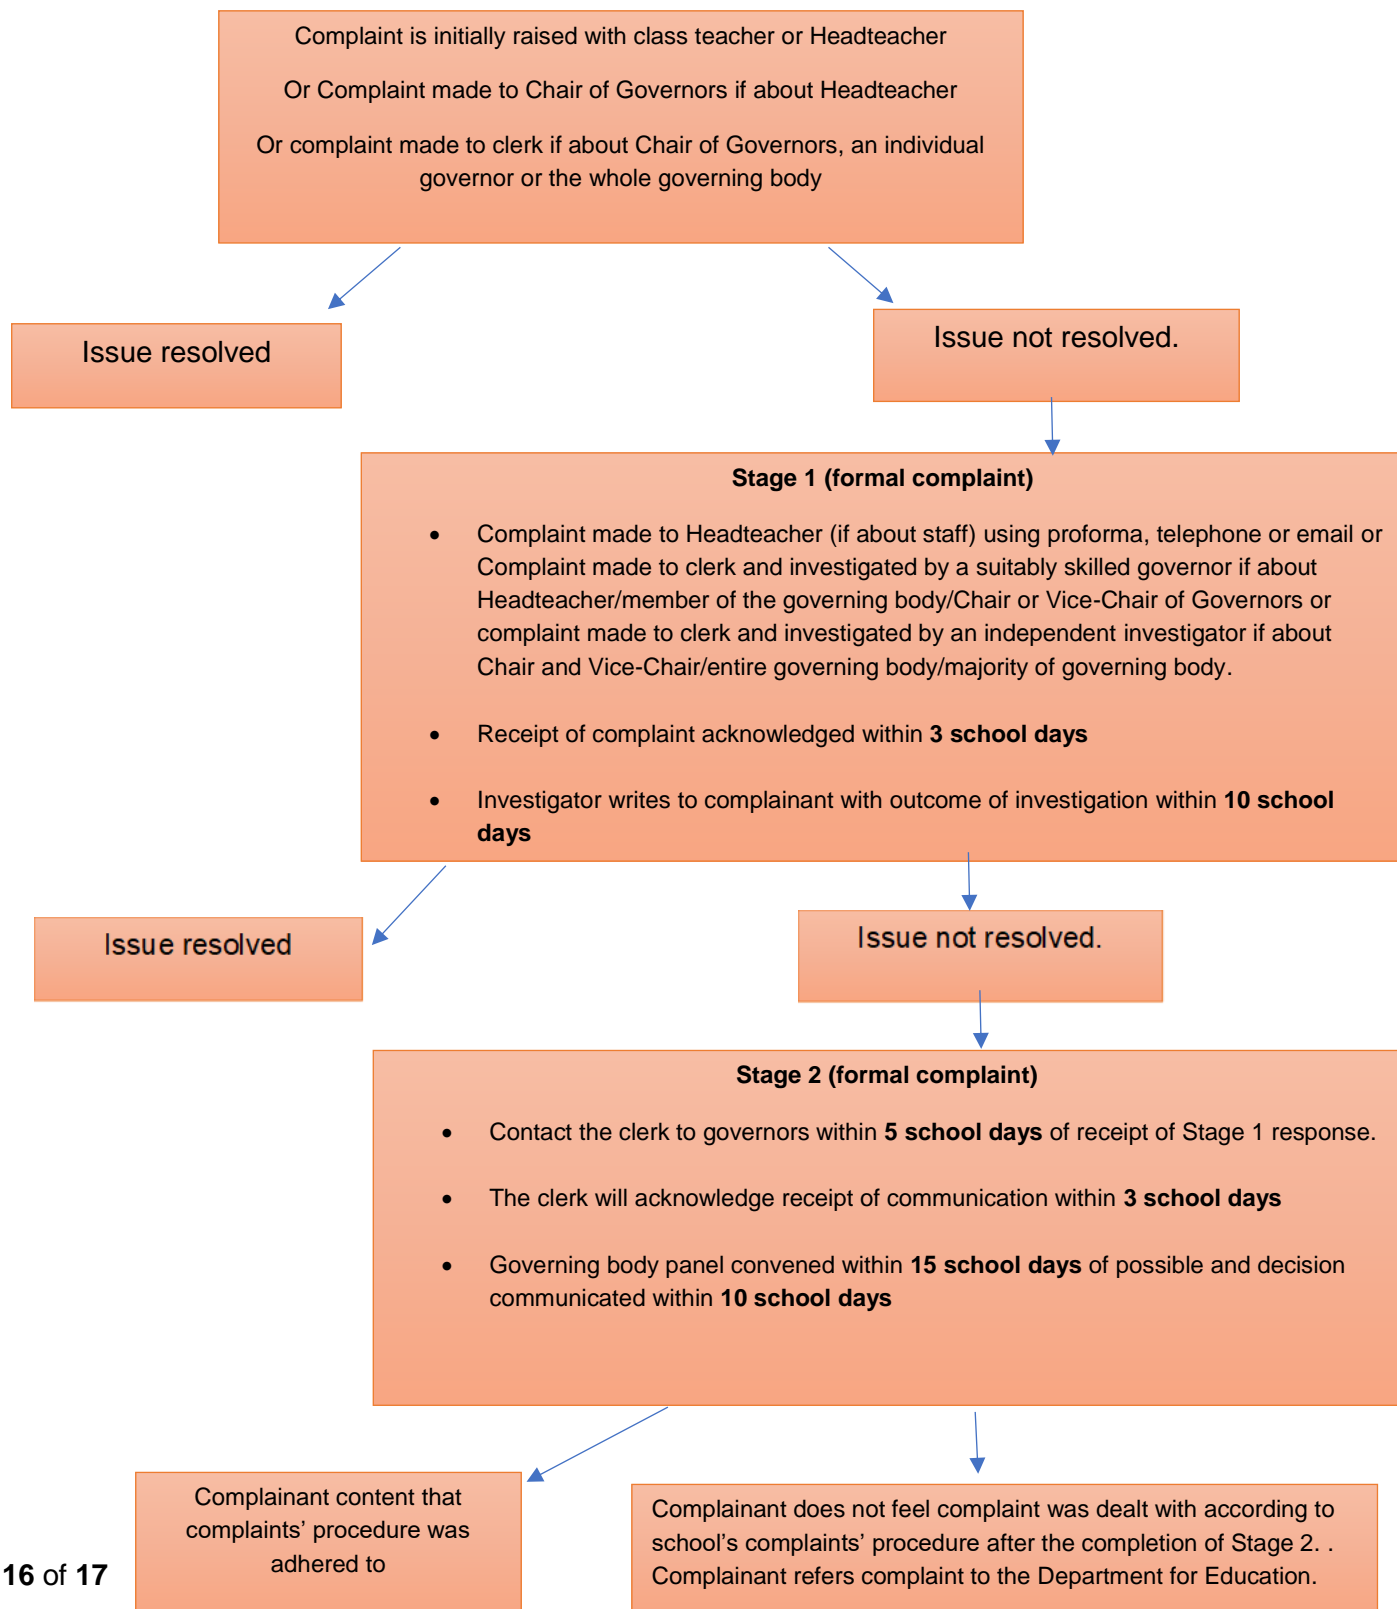 Complaint is initially raised with class teacher or Headteacher
Or Complaint made to Chair of Governors if about Headteacher
Or complaint made to clerk if about Chair of Governors, an individual
governor or the whole governing body
Issue resolved
Issue not resolved.
Stage 1 (formal complaint)
• Complaint made to Headteacher (if about staff) using proforma, telephone or email or
Complaint made to clerk and investigated by a suitably skilled governor if about
Headteacher/member of the governing body/Chair or Vice-Chair of Governors or
complaint made to clerk and investigated by an independent investigator if about
Chair and Vice-Chair/entire governing body/majority of governing body.
• Receipt of complaint acknowledged within 3 school days
• Investigator writes to complainant with outcome of investigation within 10 school
days
Issue resolved
Issue not resolved.
Stage 2 (formal complaint)
• Contact the clerk to governors within 5 school days of receipt of Stage 1 response.
• The clerk will acknowledge receipt of communication within 3 school days
• Governing body panel convened within 15 school days of possible and decision
communicated within 10 school days
Complainant content that
complaints’ procedure was
adhered to
Complainant does not feel complaint was dealt with according to
school’s complaints’ procedure after the completion of Stage 2. .
Complainant refers complaint to the Department for Education.
16 of 17